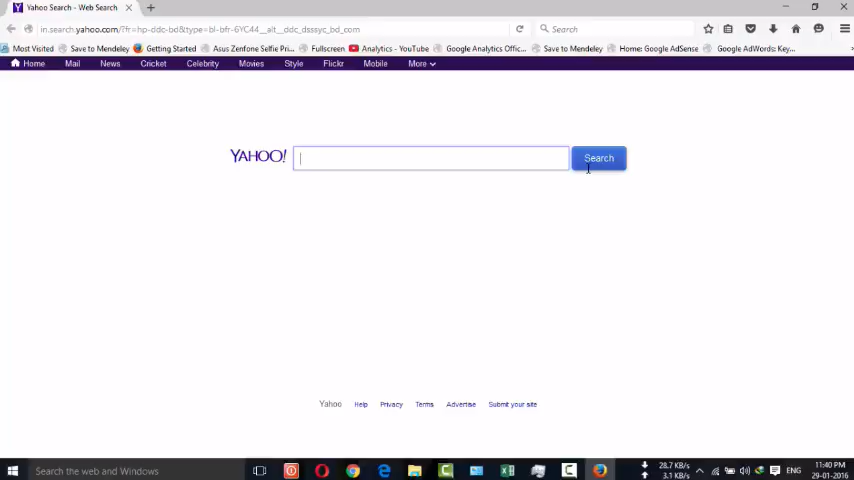 Yahoo Search - Web Search
in.search.yahoo.com/?fr=hp-ddc-bd&type=bl-bfr-6YC44__alt__ddc_dsssyc_bd_com
Search
Most Visited Save to Mendeley Getting Started Asus Zenfone Selfie Pri... Fullscreen Analytics - YouTube Google Analytics Offic... Save to Mendeley Home: Google AdSense Google AdWords: Key...
Home Mail News Cricket Celebrity Movies Style Flickr Mobile More
YAHOO! Search
Yahoo Help Privacy Terms Advertise Submit your site
Search the web and Windows
28.7 KB/s
3.1 KB/s
ENG
11:40 PM
29-01-2016